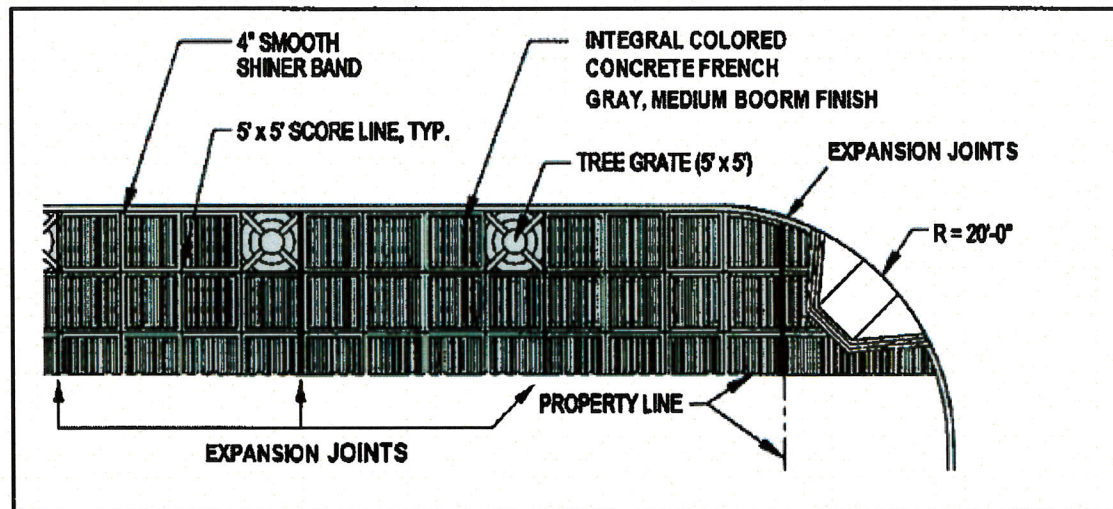 4" SMOOTH
SHINER BAND
INTEGRAL COLORED
CONCRETE FRENCH
GRAY, MEDIUM BOORM FINISH
5' x 5' SCORE LINE, TYP.
TREE GRATE (5' x 5')
EXPANSION JOINTS
R = 20'-0"
PROPERTY LINE
EXPANSION JOINTS